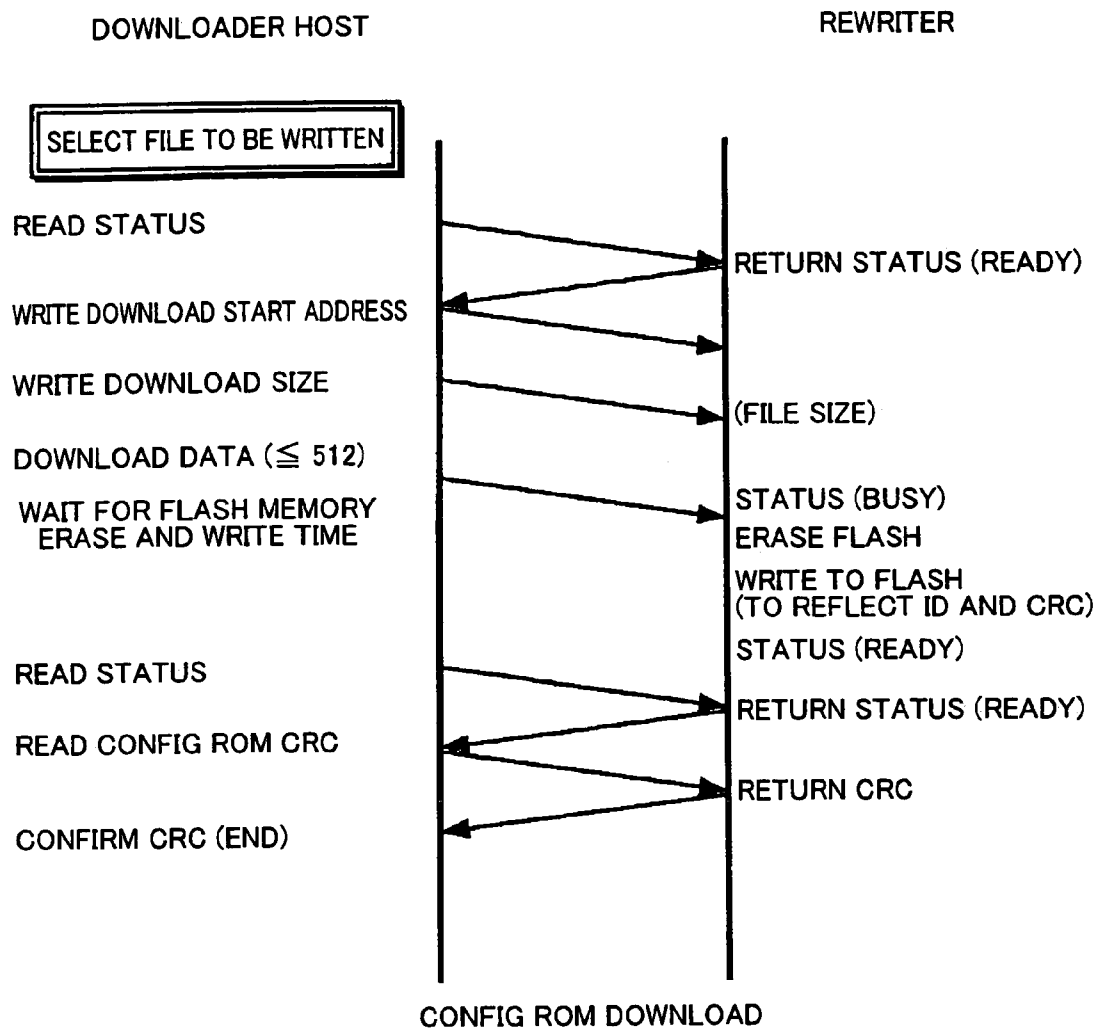 DOWNLOADER HOST
REWRITER
SELECT FILE TO BE WRITTEN
READ STATUS
RETURN STATUS (READY)
WRITE DOWNLOAD START ADDRESS
WRITE DOWNLOAD SIZE
(FILE SIZE)
DOWNLOAD DATA (≦ 512)
STATUS (BUSY)
WAIT FOR FLASH MEMORY
ERASE AND WRITE TIME
ERASE FLASH
WRITE TO FLASH
(TO REFLECT ID AND CRC)
STATUS (READY)
READ STATUS
RETURN STATUS (READY)
READ CONFIG ROM CRC
RETURN CRC
CONFIRM CRC (END)
CONFIG ROM DOWNLOAD